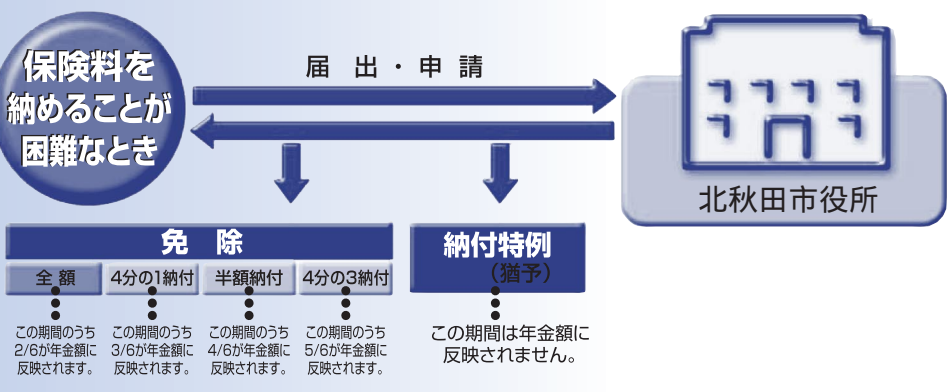 保険料を
納めることが
困難なとき
届出・申請
北秋田市役所
免除
全額
4分の1納付
半額納付
4分の3納付
この期間のうち
2/6が年金額に
反映されます。
この期間のうち
3/6が年金額に
反映されます。
この期間のうち
4/6が年金額に
反映されます。
この期間のうち
5/6が年金額に
反映されます。
納付特例
（猶予）
この期間は年金額に
反映されません。